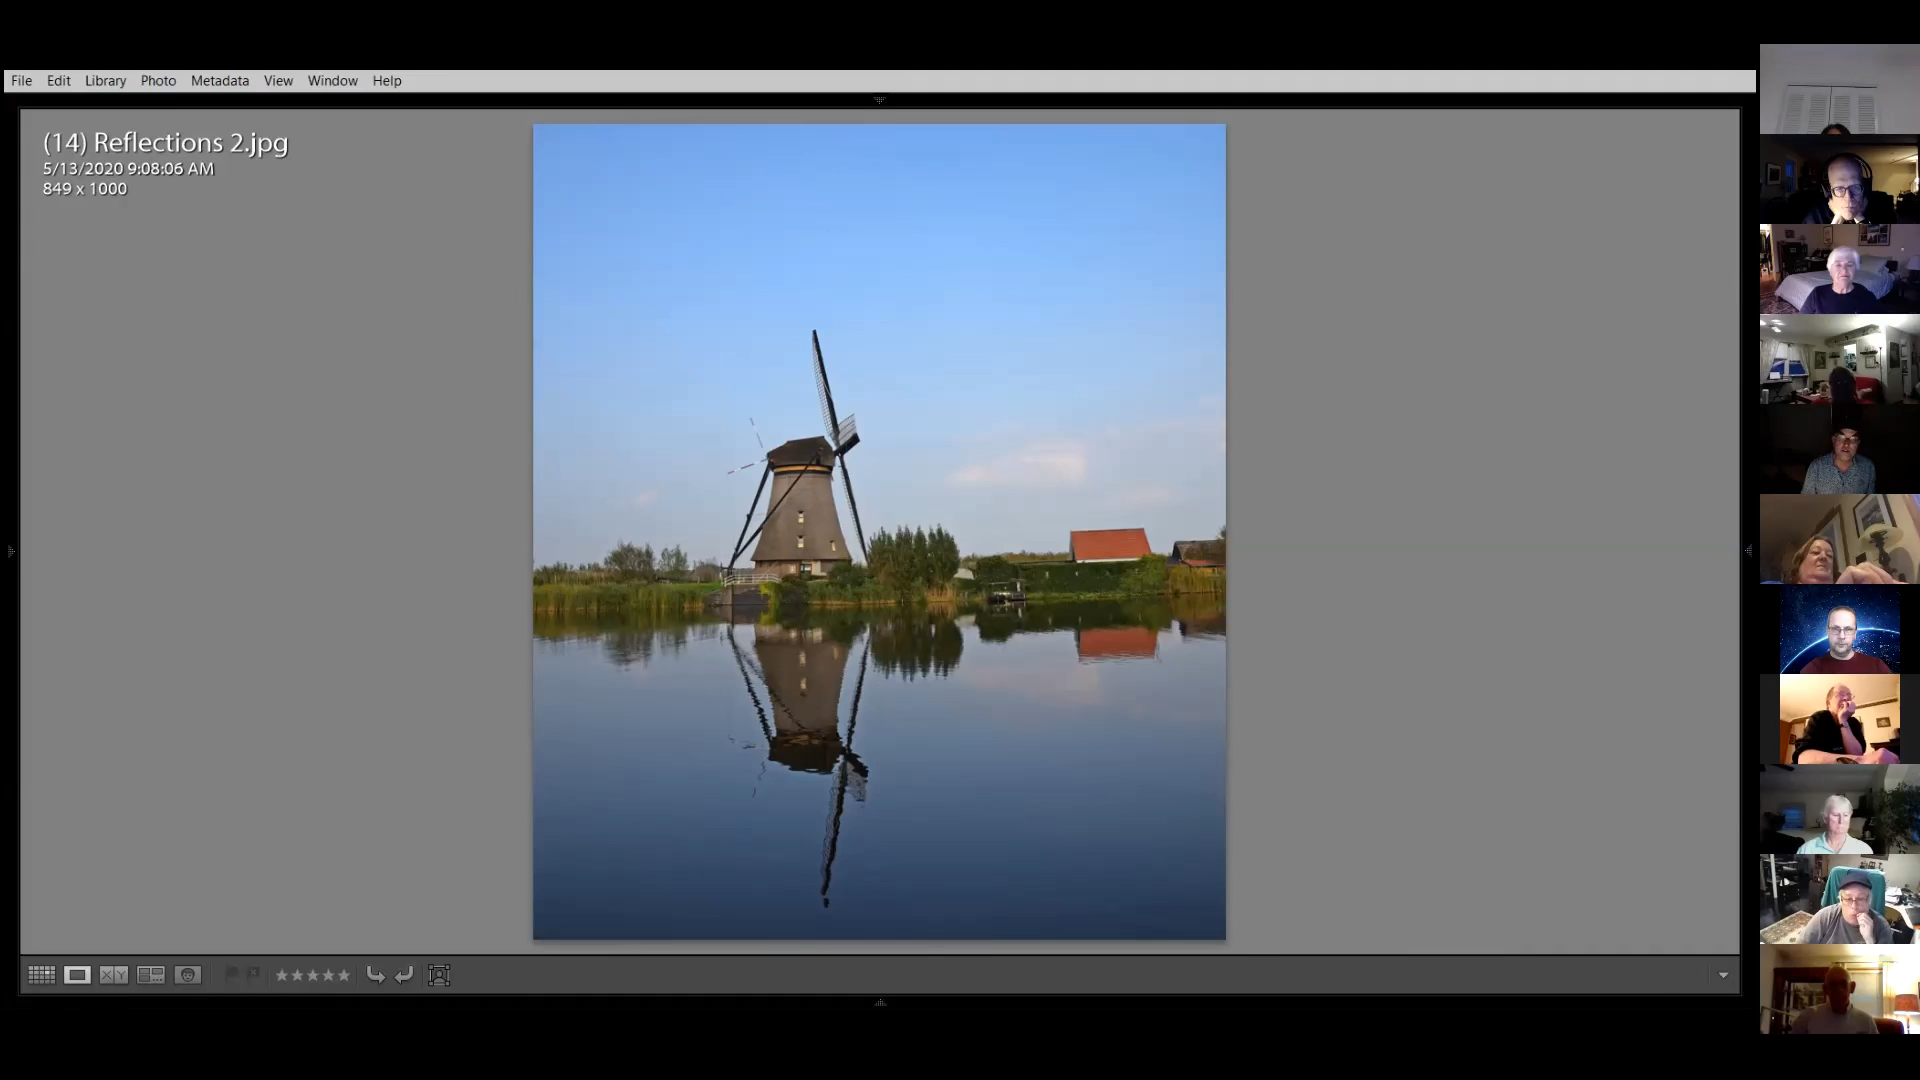 File Edit Library Photo Metadata View Window Help
(14) Reflections 2.jpg
5/13/2020 9:08:06 AM
849 x 1000
X Y